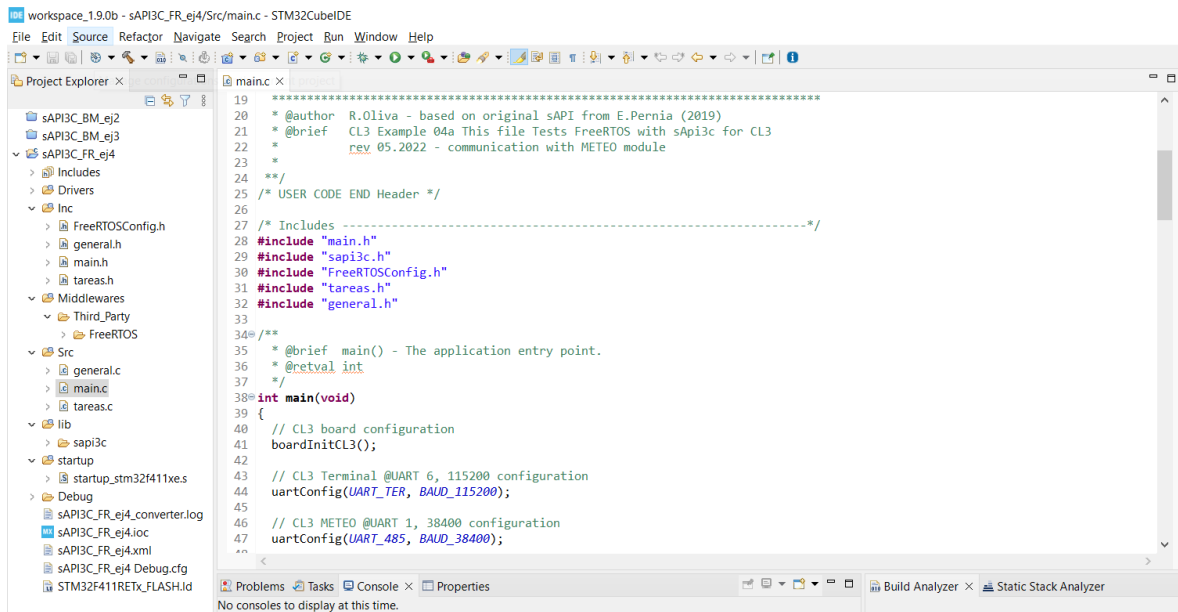 IDE workspace_1.9.0b - sAPI3C_FR_ej4/Src/main.c - STM32CubeIDE
File Edit Source Refactor Navigate Search Project Run Window Help
Project Explorer
main.c
sAPI3C_BM_ej2
sAPI3C_BM_ej3
sAPI3C_FR_ej4
Includes
Drivers
Inc
FreeRTOSConfig.h
general.h
main.h
tareas.h
Middlewares
Third_Party
FreeRTOS
Src
general.c
main.c
tareas.c
lib
sapi3c
startup
startup_stm32f411xe.s
Debug
sAPI3C_FR_ej4_converter.log
MX sAPI3C_FR_ej4.ioc
sAPI3C_FR_ej4.xml
sAPI3C_FR_ej4 Debug.cfg
STM32F411RETx_FLASH.ld
19 ******************************************************************************
20 * @author R.Oliva - based on original sAPI from E.Pernia (2019)
21 * @brief CL3 Example 04a This file Tests FreeRTOS with sApi3c for CL3
22 * rev 05.2022 - communication with METEO module
23 *
24 **/
25 /* USER CODE END Header */
26
27 /* Includes ------------------------------------------------------------------*/
28 #include "main.h"
29 #include "sapi3c.h"
30 #include "FreeRTOSConfig.h"
31 #include "tareas.h"
32 #include "general.h"
33
34 /**
35 * @brief main() - The application entry point.
36 * @retval int
37 */
38 int main(void)
39 {
40 // CL3 board configuration
41 boardInitCL3();
42
43 // CL3 Terminal @UART 6, 115200 configuration
44 uartConfig(UART_TER, BAUD_115200);
45
46 // CL3 METEO @UART 1, 38400 configuration
47 uartConfig(UART_485, BAUD_38400);
Problems Tasks Console Properties
No consoles to display at this time.
Build Analyzer Static Stack Analyzer